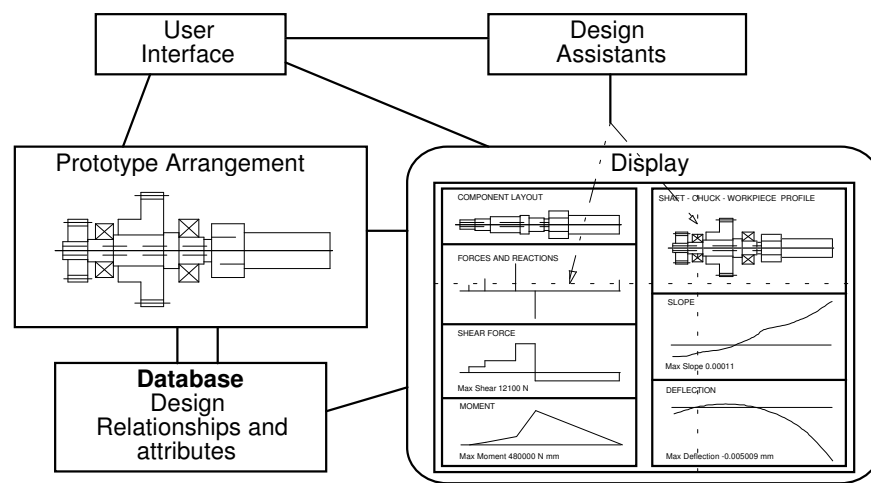 User
Interface
Design
Assistants
Prototype Arrangement
Display
COMPONENT LAYOUT
FORCES AND REACTIONS
SHEAR FORCE
Max Shear 12100 N
MOMENT
Max Moment 480000 N mm
SHAFT - CHUCK - WORKPIECE PROFILE
SLOPE
Max Slope 0.00011
DEFLECTION
Max Deflection -0.005009 mm
Database
Design
Relationships and
attributes